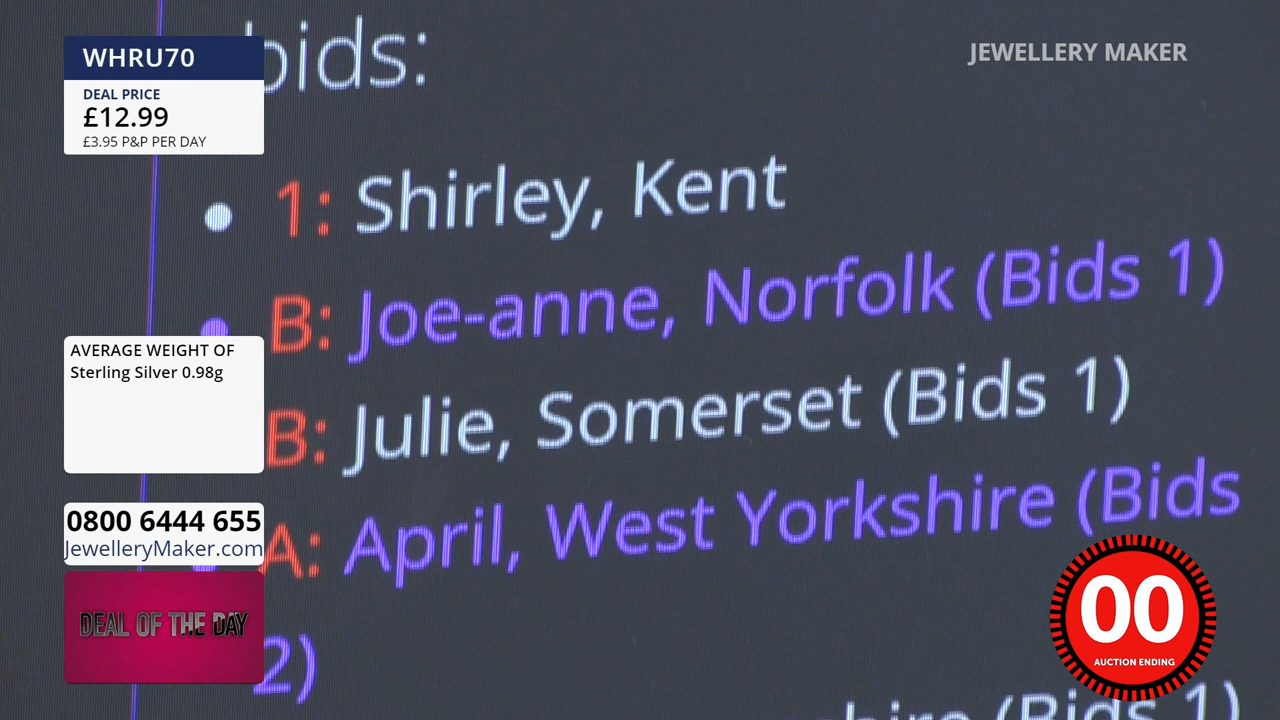 WHRU70
DEAL PRICE
£12.99
£3.95 P&P PER DAY
JEWELLERY MAKER
bids:
1: Shirley, Kent
B: Joe-anne, Norfolk (Bids 1)
B: Julie, Somerset (Bids 1)
A: April, West Yorkshire (Bids
2)
(Bids 1)
AVERAGE WEIGHT OF
Sterling Silver 0.98g
0800 6444 655
JewelleryMaker.com
DEAL OF THE DAY
00
AUCTION ENDING